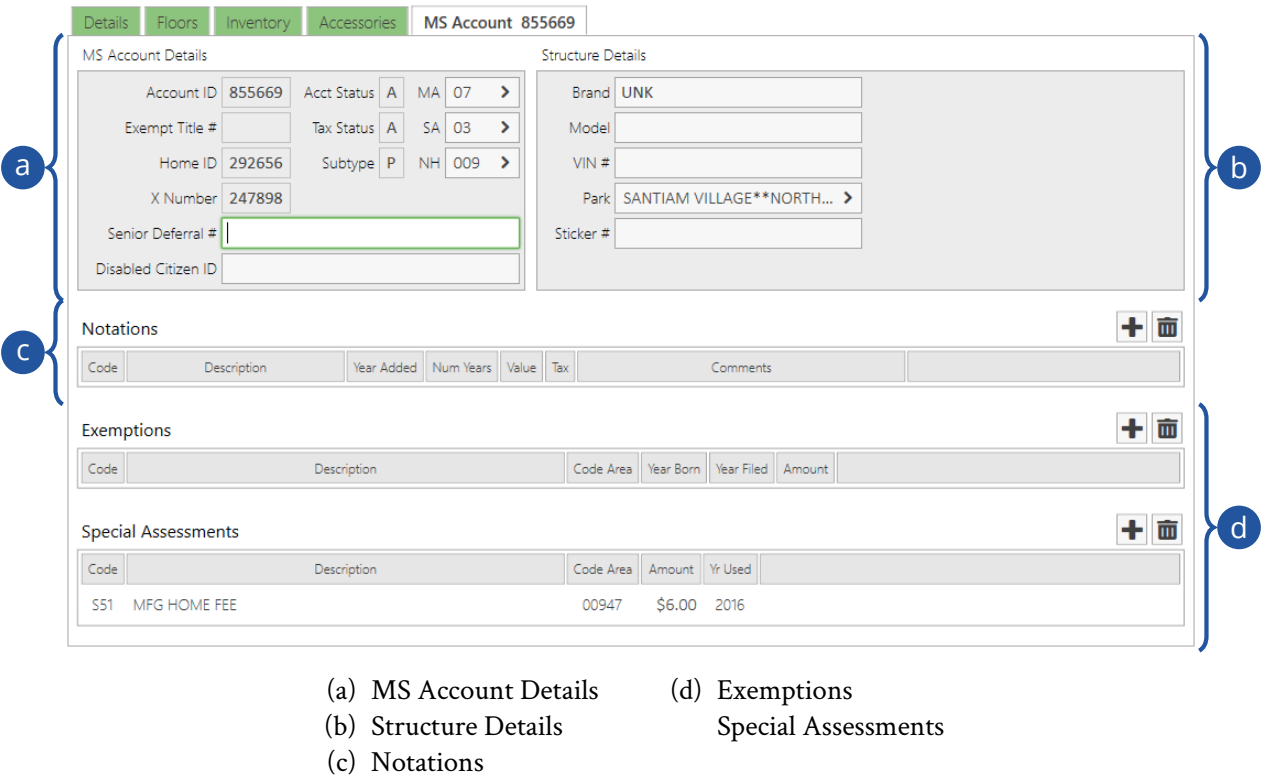 Details Floors Inventory Accessories MS Account 855669
MS Account Details
Account ID 855669 Acct Status A MA 07
Exempt Title # Tax Status A SA 03
Home ID 292656 Subtype P NH 009
X Number 247898
Senior Deferral #
Disabled Citizen ID
Structure Details
Brand UNK
Model
VIN #
Park SANTIAM VILLAGE**NORTH...
Sticker #
a
b
Notations
c
Code Description Year Added Num Years Value Tax Comments
Exemptions
Code Description Code Area Year Born Year Filed Amount
d
Special Assessments
Code Description Code Area Amount Yr Used
S51 MFG HOME FEE 00947 $6.00 2016
(a) MS Account Details
(b) Structure Details
(c) Notations
(d) Exemptions
Special Assessments